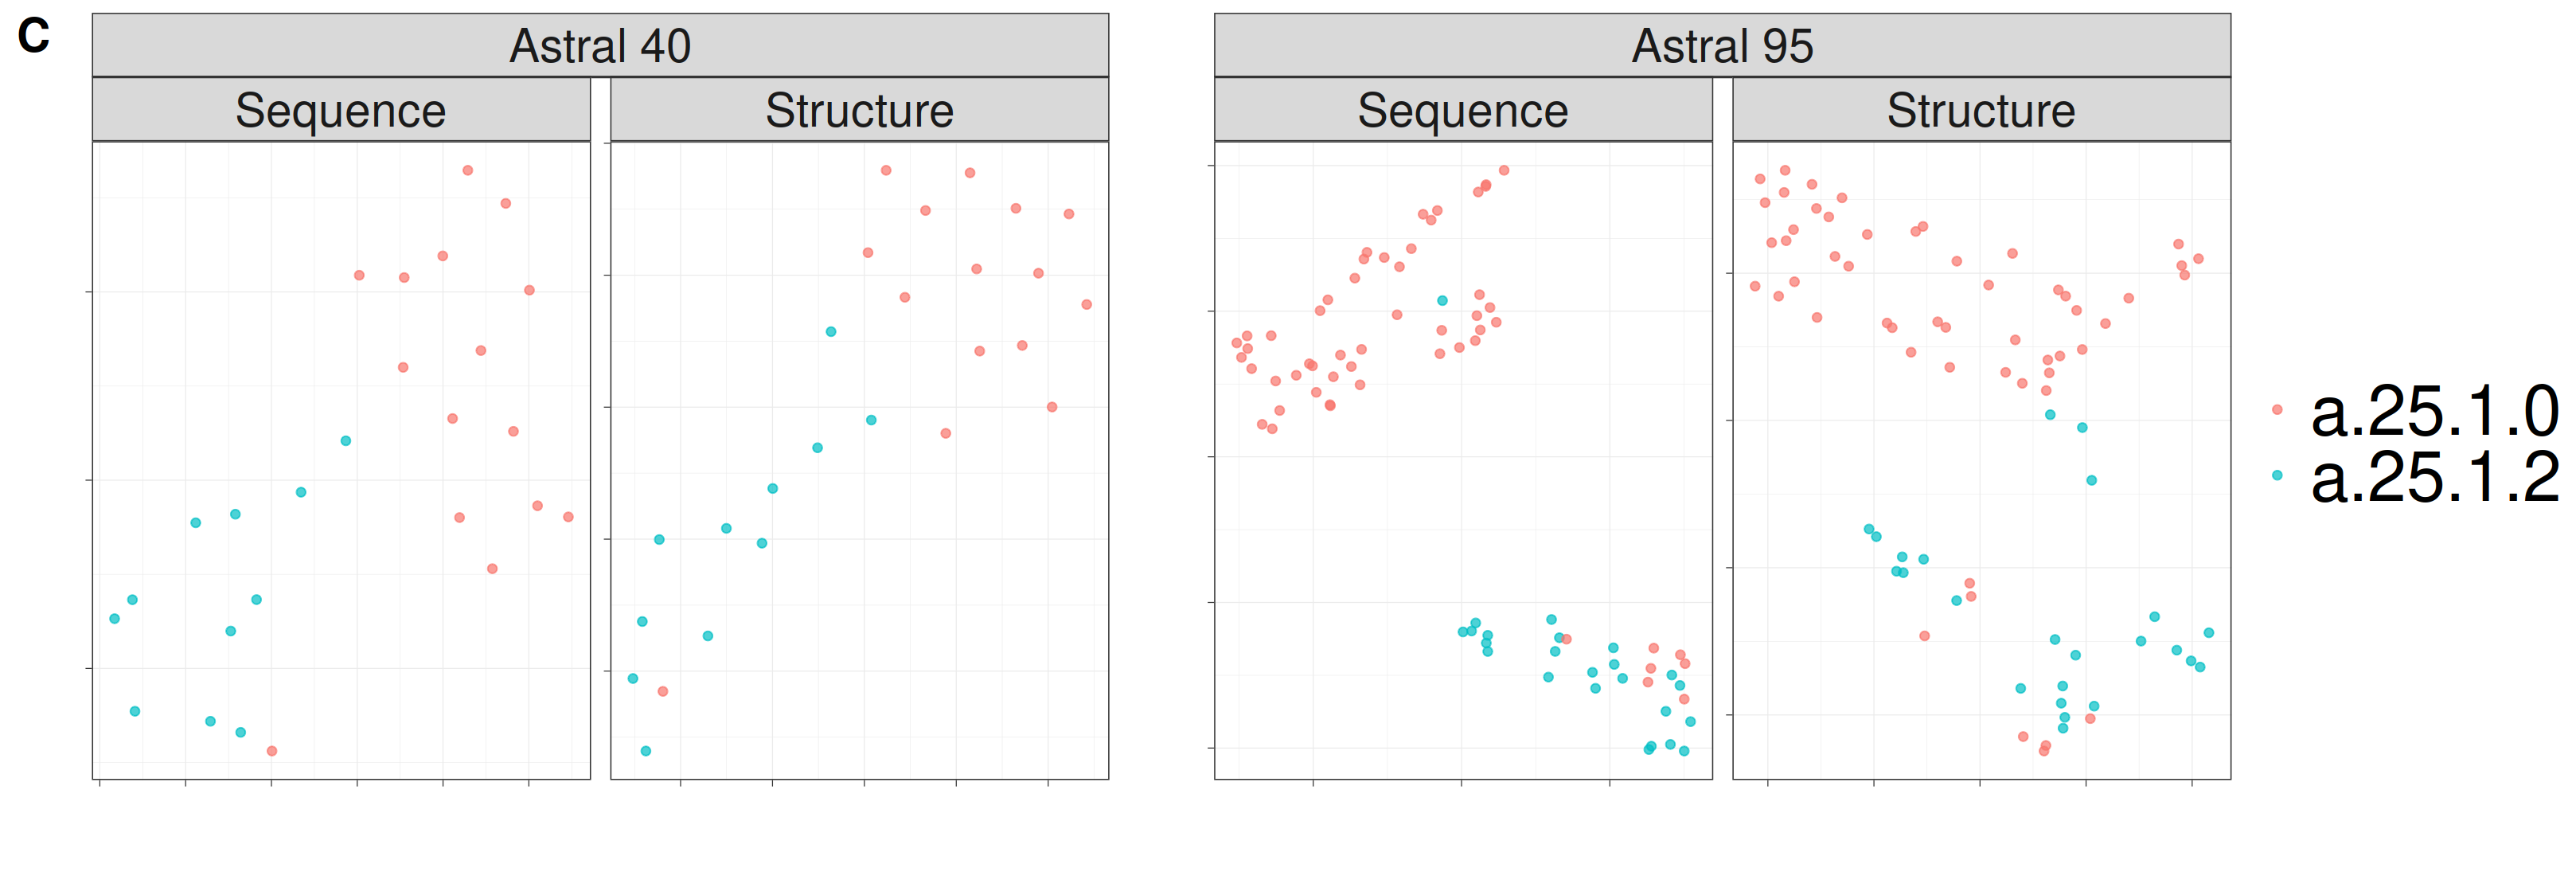 C
Astral 40
Astral 95
Sequence
Structure
Sequence
Structure
a.25.1.0
a.25.1.2